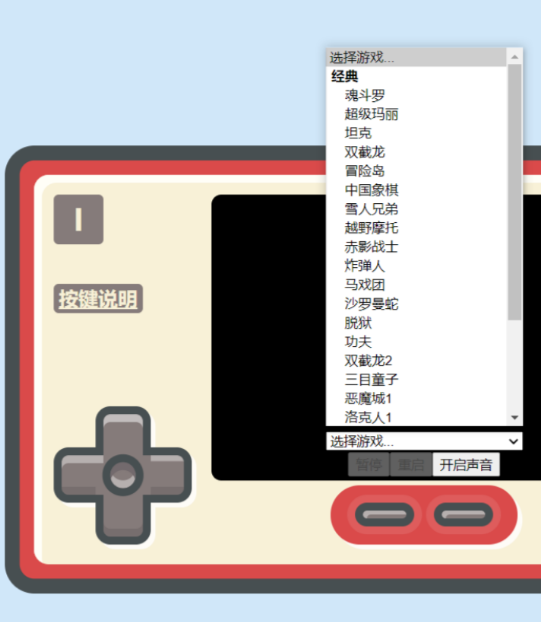 选择游戏...
经典
魂斗罗
超级玛丽
坦克
双截龙
冒险岛
中国象棋
雪人兄弟
越野摩托
赤影战士
炸弹人
马戏团
沙罗曼蛇
脱狱
功夫
双截龙2
三目童子
恶魔城1
洛克人1
I
按键说明
选择游戏...
暂停 重启 开启声音